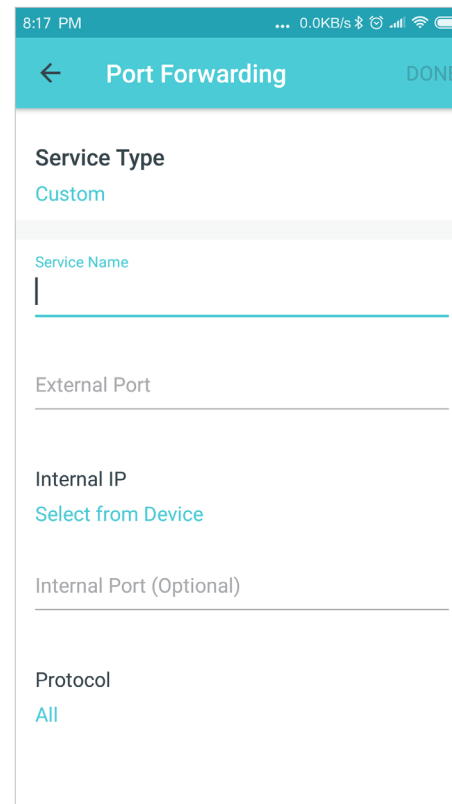 8:17 PM ... 0.0KB/s
Port Forwarding DONE
Service Type
Custom
Service Name
External Port
Internal IP
Select from Device
Internal Port (Optional)
Protocol
All